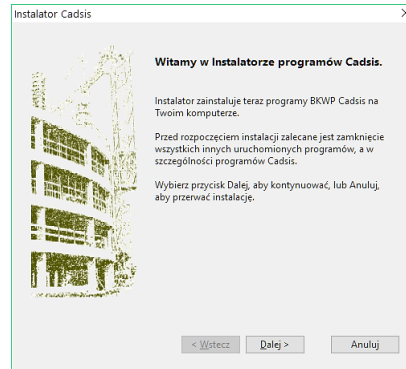 Instalator Cadsis
Witamy w Instalatorze programów Cadsis.
Instalator zainstaluje teraz programy BKWP Cadsis na
Twoim komputerze.
Przed rozpoczęciem instalacji zalecane jest zamknięcie
wszystkich innych uruchomionych programów, a w
szczególności programów Cadsis.
Wybierz przycisk Dalej, aby kontynuować, lub Anuluj,
aby przerwać instalację.
< Wstecz
Dalej >
Anuluj